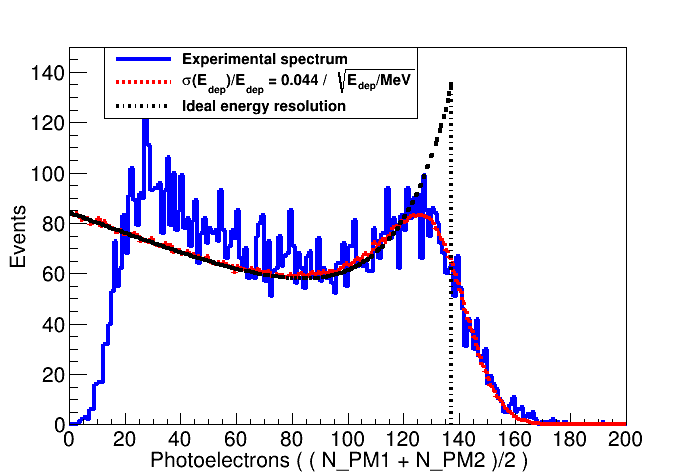 Experimental spectrum
σ(E_dep)/E_dep = 0.044 / √E_dep/MeV
Ideal energy resolution
Events
140
120
100
80
60
40
20
0
0 20 40 60 80 100 120 140 160 180 200
Photoelectrons ( ( N_PM1 + N_PM2 )/2 )